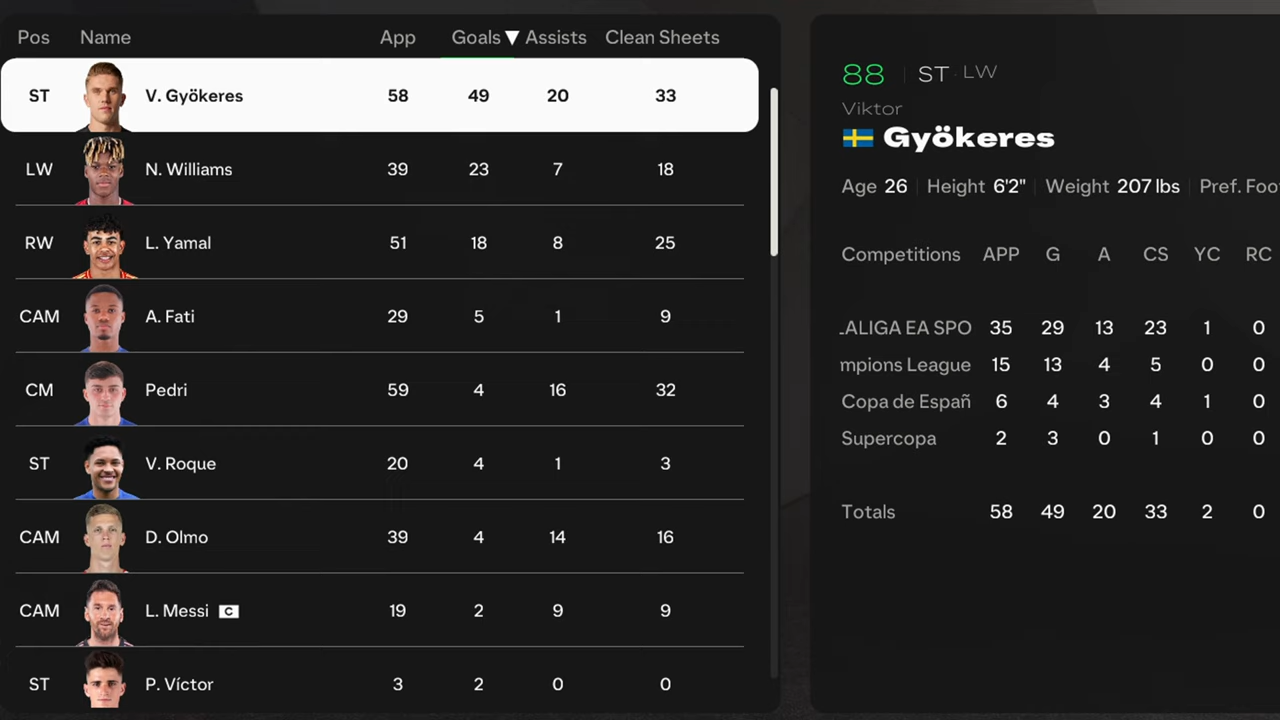 Pos Name App Goals ▼ Assists Clean Sheets
ST V. Gyökeres 58 49 20 33
LW N. Williams 39 23 7 18
RW L. Yamal 51 18 8 25
CAM A. Fati 29 5 1 9
CM Pedri 59 4 16 32
ST V. Roque 20 4 1 3
CAM D. Olmo 39 4 14 16
CAM L. Messi C 19 2 9 9
ST P. Víctor 3 2 0 0
88 ST LW
Viktor
Gyökeres
Age 26 Height 6'2" Weight 207 lbs Pref. Foo
Competitions APP G A CS YC RC
LALIGA EA SPO 35 29 13 23 1 0
mpions League 15 13 4 5 0 0
Copa de Españ 6 4 3 4 1 0
Supercopa 2 3 0 1 0 0
Totals 58 49 20 33 2 0